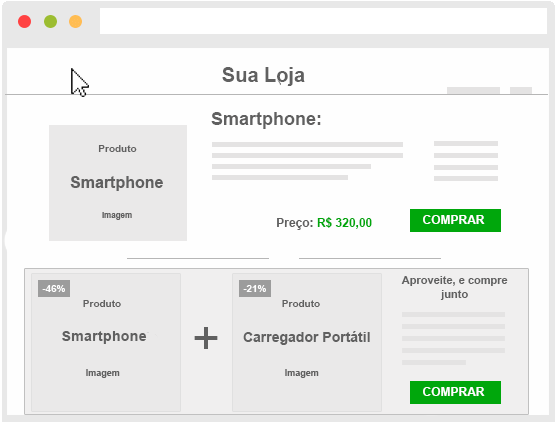 Sua Loja
Smartphone:
Produto
Smartphone
Imagem
Preço: R$ 320,00
COMPRAR
-46%
Produto
Smartphone
Imagem
+
-21%
Produto
Carregador Portátil
Imagem
Aproveite, e compre
junto
COMPRAR